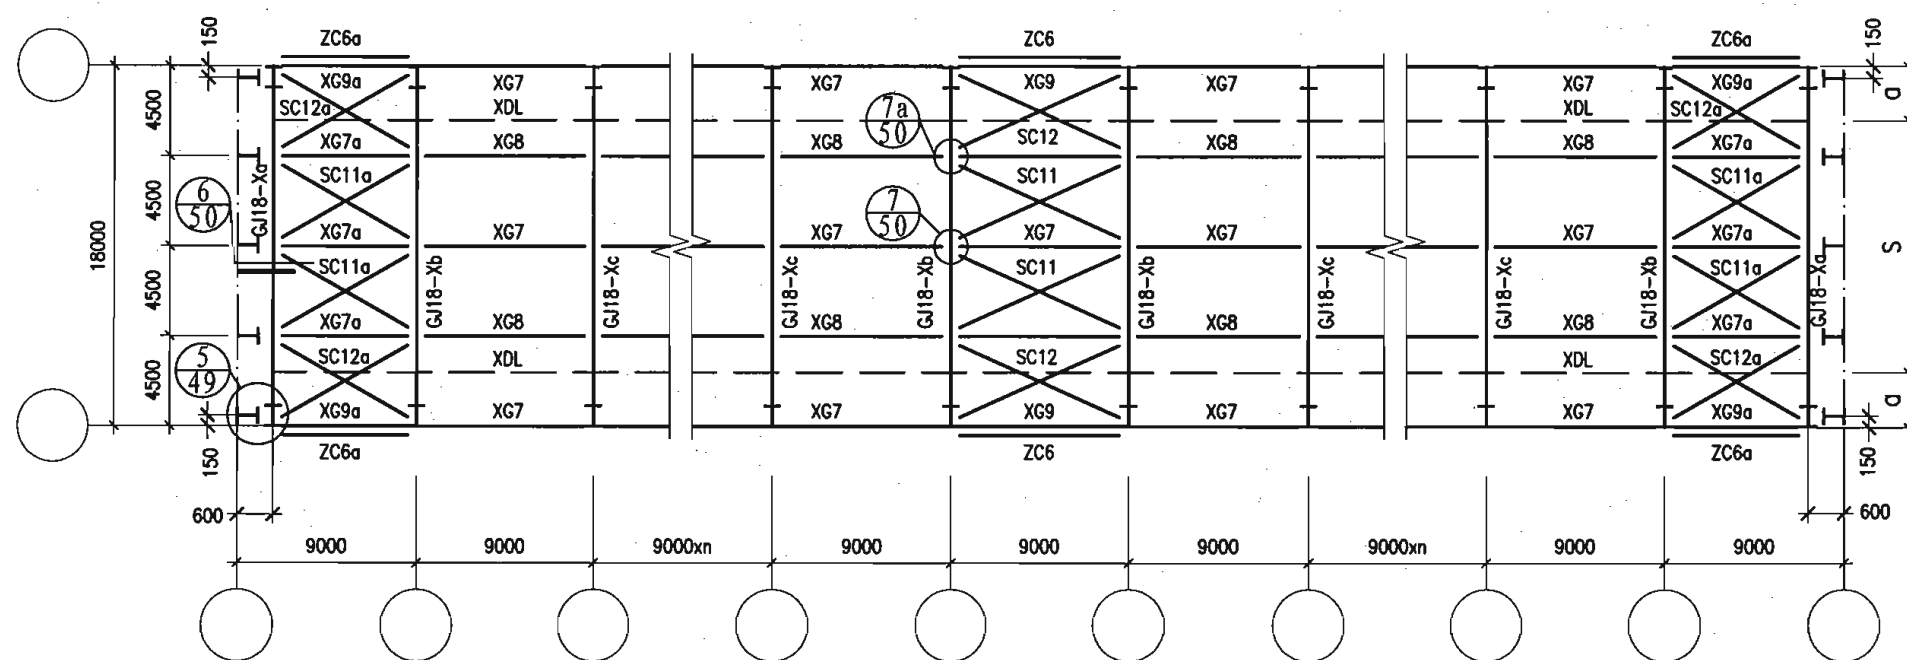 150 ZC6a ZC6 ZC6a 150
XG9a XG7 XG7 XG9 XG7 XG7 XG9a
SC12a XDL 7a XDL SC12a a
4500 50 SC12
XG7a XG8 XG8 XG8 XG8 XG7a
SC11a SC11 SC11a
6 GJ18-Xa 7
50 50
4500
XG7a XG7 XG7 XG7 XG7 XG7 XG7a
18000 S
SC11a SC11 SC11a GJ18-Xa
4500 GJ18-Xb GJ18-Xc GJ18-Xc GJ18-Xb GJ18-Xb GJ18-Xc GJ18-Xc GJ18-Xb
XG7a XG8 XG8 XG8 XG8 XG7a
5 SC12a XDL SC12 XDL SC12a
49
4500
XG9a XG7 XG7 XG9 XG7 XG7 XG9a a
150 ZC6a ZC6 ZC6a 150
600 600
9000 9000 9000xn 9000 9000 9000 9000xn 9000 9000